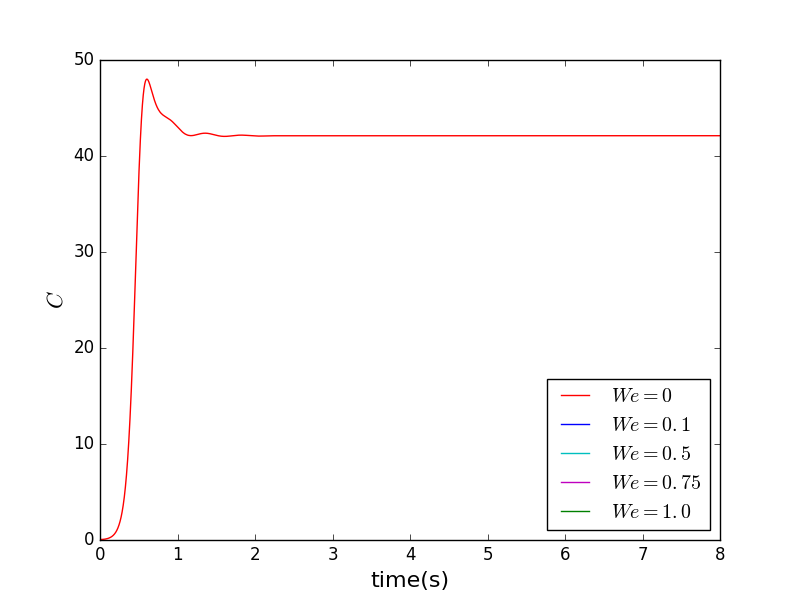 50
40
30
20
10
0
C
0 1 2 3 4 5 6 7 8
time(s)
We = 0
We = 0.1
We = 0.5
We = 0.75
We = 1.0